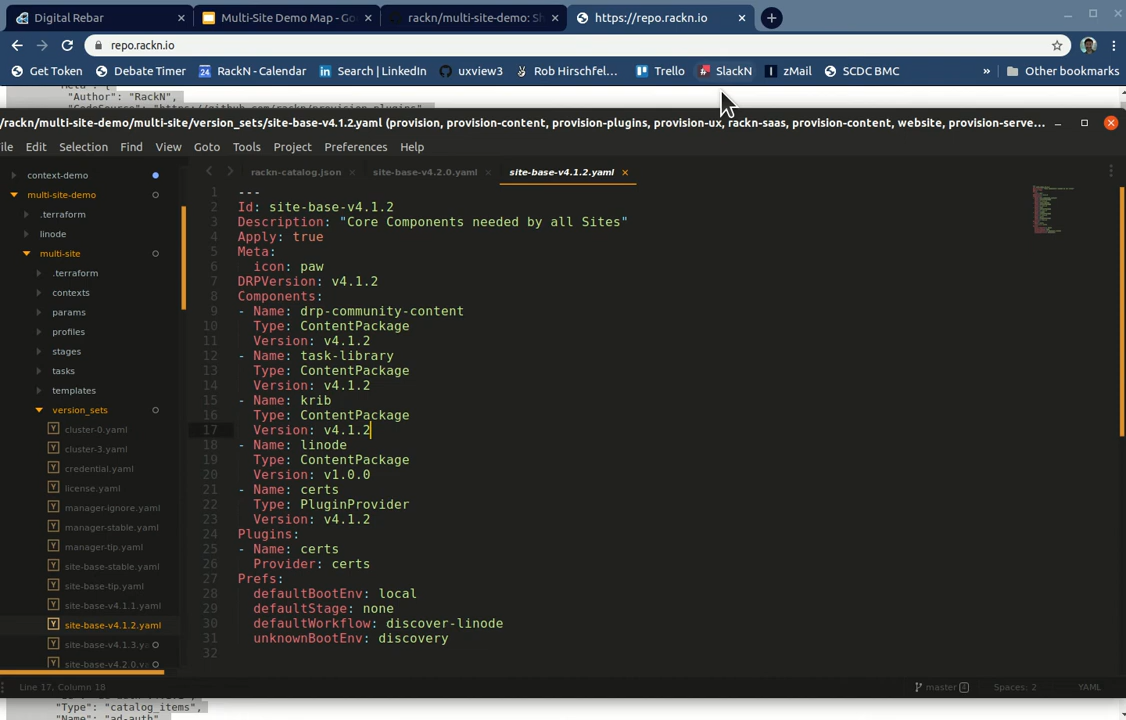 Digital Rebar
Multi-Site Demo Map - Go
rackn/multi-site-demo: Sh
https://repo.rackn.io
repo.rackn.io
Get Token
Debate Timer
RackN - Calendar
Search | LinkedIn
uxview3
Rob Hirschfel...
Trello
SlackN
zMail
SCDC BMC
»
Other bookmarks
"Author": "RackN",
/rackn/multi-site-demo/multi-site/version_sets/site-base-v4.1.2.yaml (provision, provision-content, provision-plugins, provision-ux, rackn-saas, provision-content, website, provision-serve...
ile Edit Selection Find View Goto Tools Project Preferences Help
context-demo
multi-site-demo
.terraform
linode
multi-site
.terraform
contexts
params
profiles
stages
tasks
templates
version_sets
cluster-0.yaml
cluster-3.yaml
credential.yaml
license.yaml
manager-ignore.yaml
manager-stable.yaml
manager-tip.yaml
site-base-stable.yaml
site-base-tip.yaml
site-base-v4.1.1.yaml
site-base-v4.1.2.yaml
site-base-v4.1.3.y
site-base-v4.2.0.v
rackn-catalog.json
site-base-v4.2.0.yaml
site-base-v4.1.2.yaml
1 ---
2 Id: site-base-v4.1.2
3 Description: "Core Components needed by all Sites"
4 Apply: true
5 Meta:
6 icon: paw
7 DRPVersion: v4.1.2
8 Components:
9 - Name: drp-community-content
10 Type: ContentPackage
11 Version: v4.1.2
12 - Name: task-library
13 Type: ContentPackage
14 Version: v4.1.2
15 - Name: krib
16 Type: ContentPackage
17 Version: v4.1.2
18 - Name: linode
19 Type: ContentPackage
20 Version: v1.0.0
21 - Name: certs
22 Type: PluginProvider
23 Version: v4.1.2
24 Plugins:
25 - Name: certs
26 Provider: certs
27 Prefs:
28 defaultBootEnv: local
29 defaultStage: none
30 defaultWorkflow: discover-linode
31 unknownBootEnv: discovery
32
Line 17, Column 18
master 4
Spaces: 2
YAML
"Type": "catalog_items",
"Name": "ad-auth"